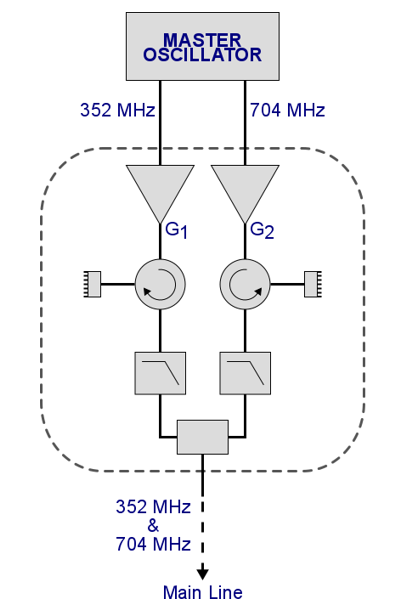 MASTER
OSCILLATOR
352 MHz
704 MHz
G1
G2
352 MHz
&
704 MHz
Main Line